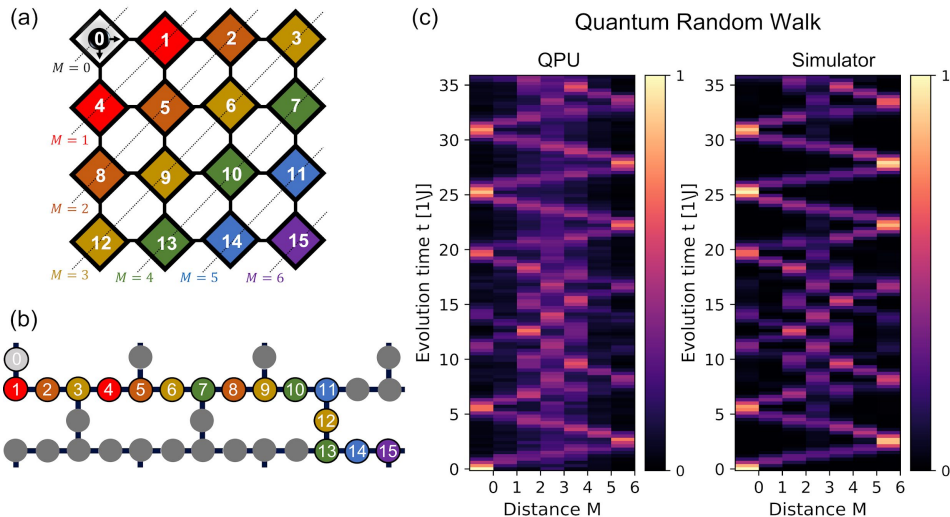 (a)
0 1 2 3
M = 0
4 5 6 7
M = 1
8 9 10 11
M = 2
12 13 14 15
M = 3 M = 4 M = 5 M = 6
(b)
0
1 2 3 4 5 6 7 8 9 10 11
12
13 14 15
(c)
Quantum Random Walk
QPU
Evolution time t [1\J]
35
30
25
20
15
10
5
0
0 1 2 3 4 5 6
Distance M
1
0
Simulator
Evolution time t [1\J]
35
30
25
20
15
10
5
0
0 1 2 3 4 5 6
Distance M
1
0